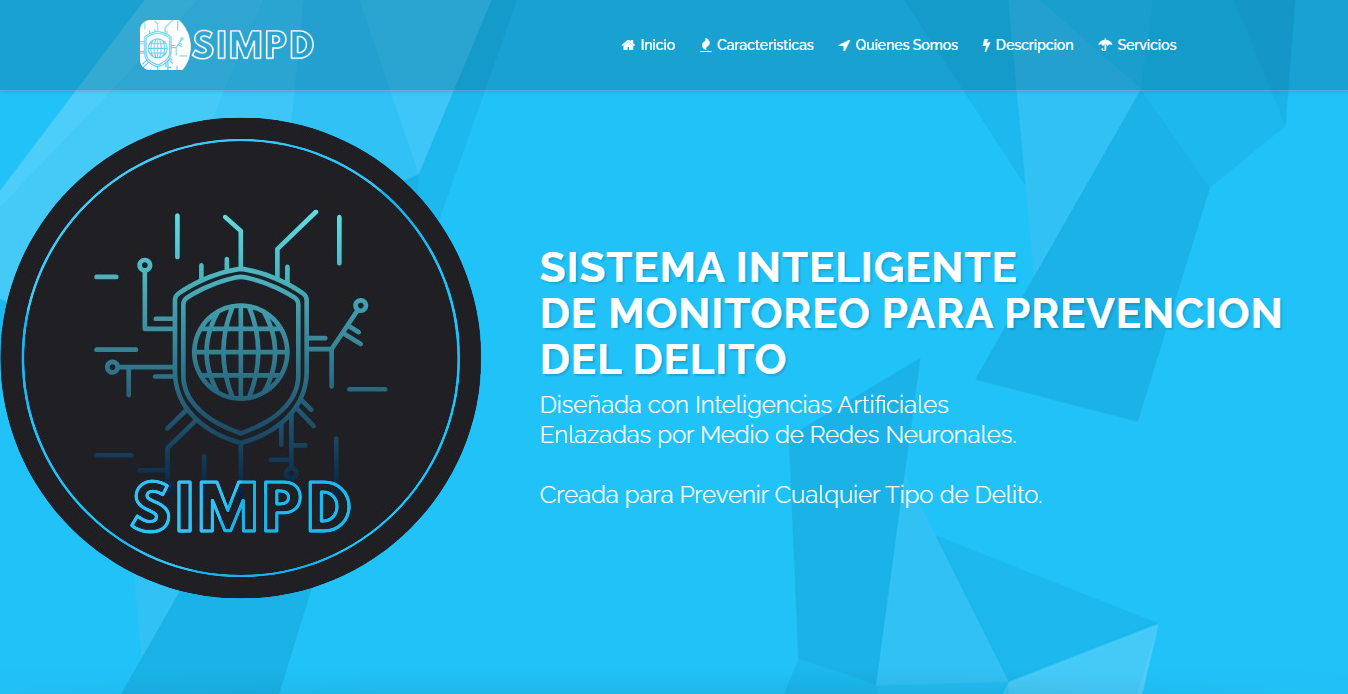 SIMPD
Inicio
Caracteristicas
Quienes Somos
Descripcion
Servicios
SISTEMA INTELIGENTE
DE MONITOREO PARA PREVENCION
DEL DELITO
Diseñada con Inteligencias Artificiales
Enlazadas por Medio de Redes Neuronales.
Creada para Prevenir Cualquier Tipo de Delito.
SIMPD